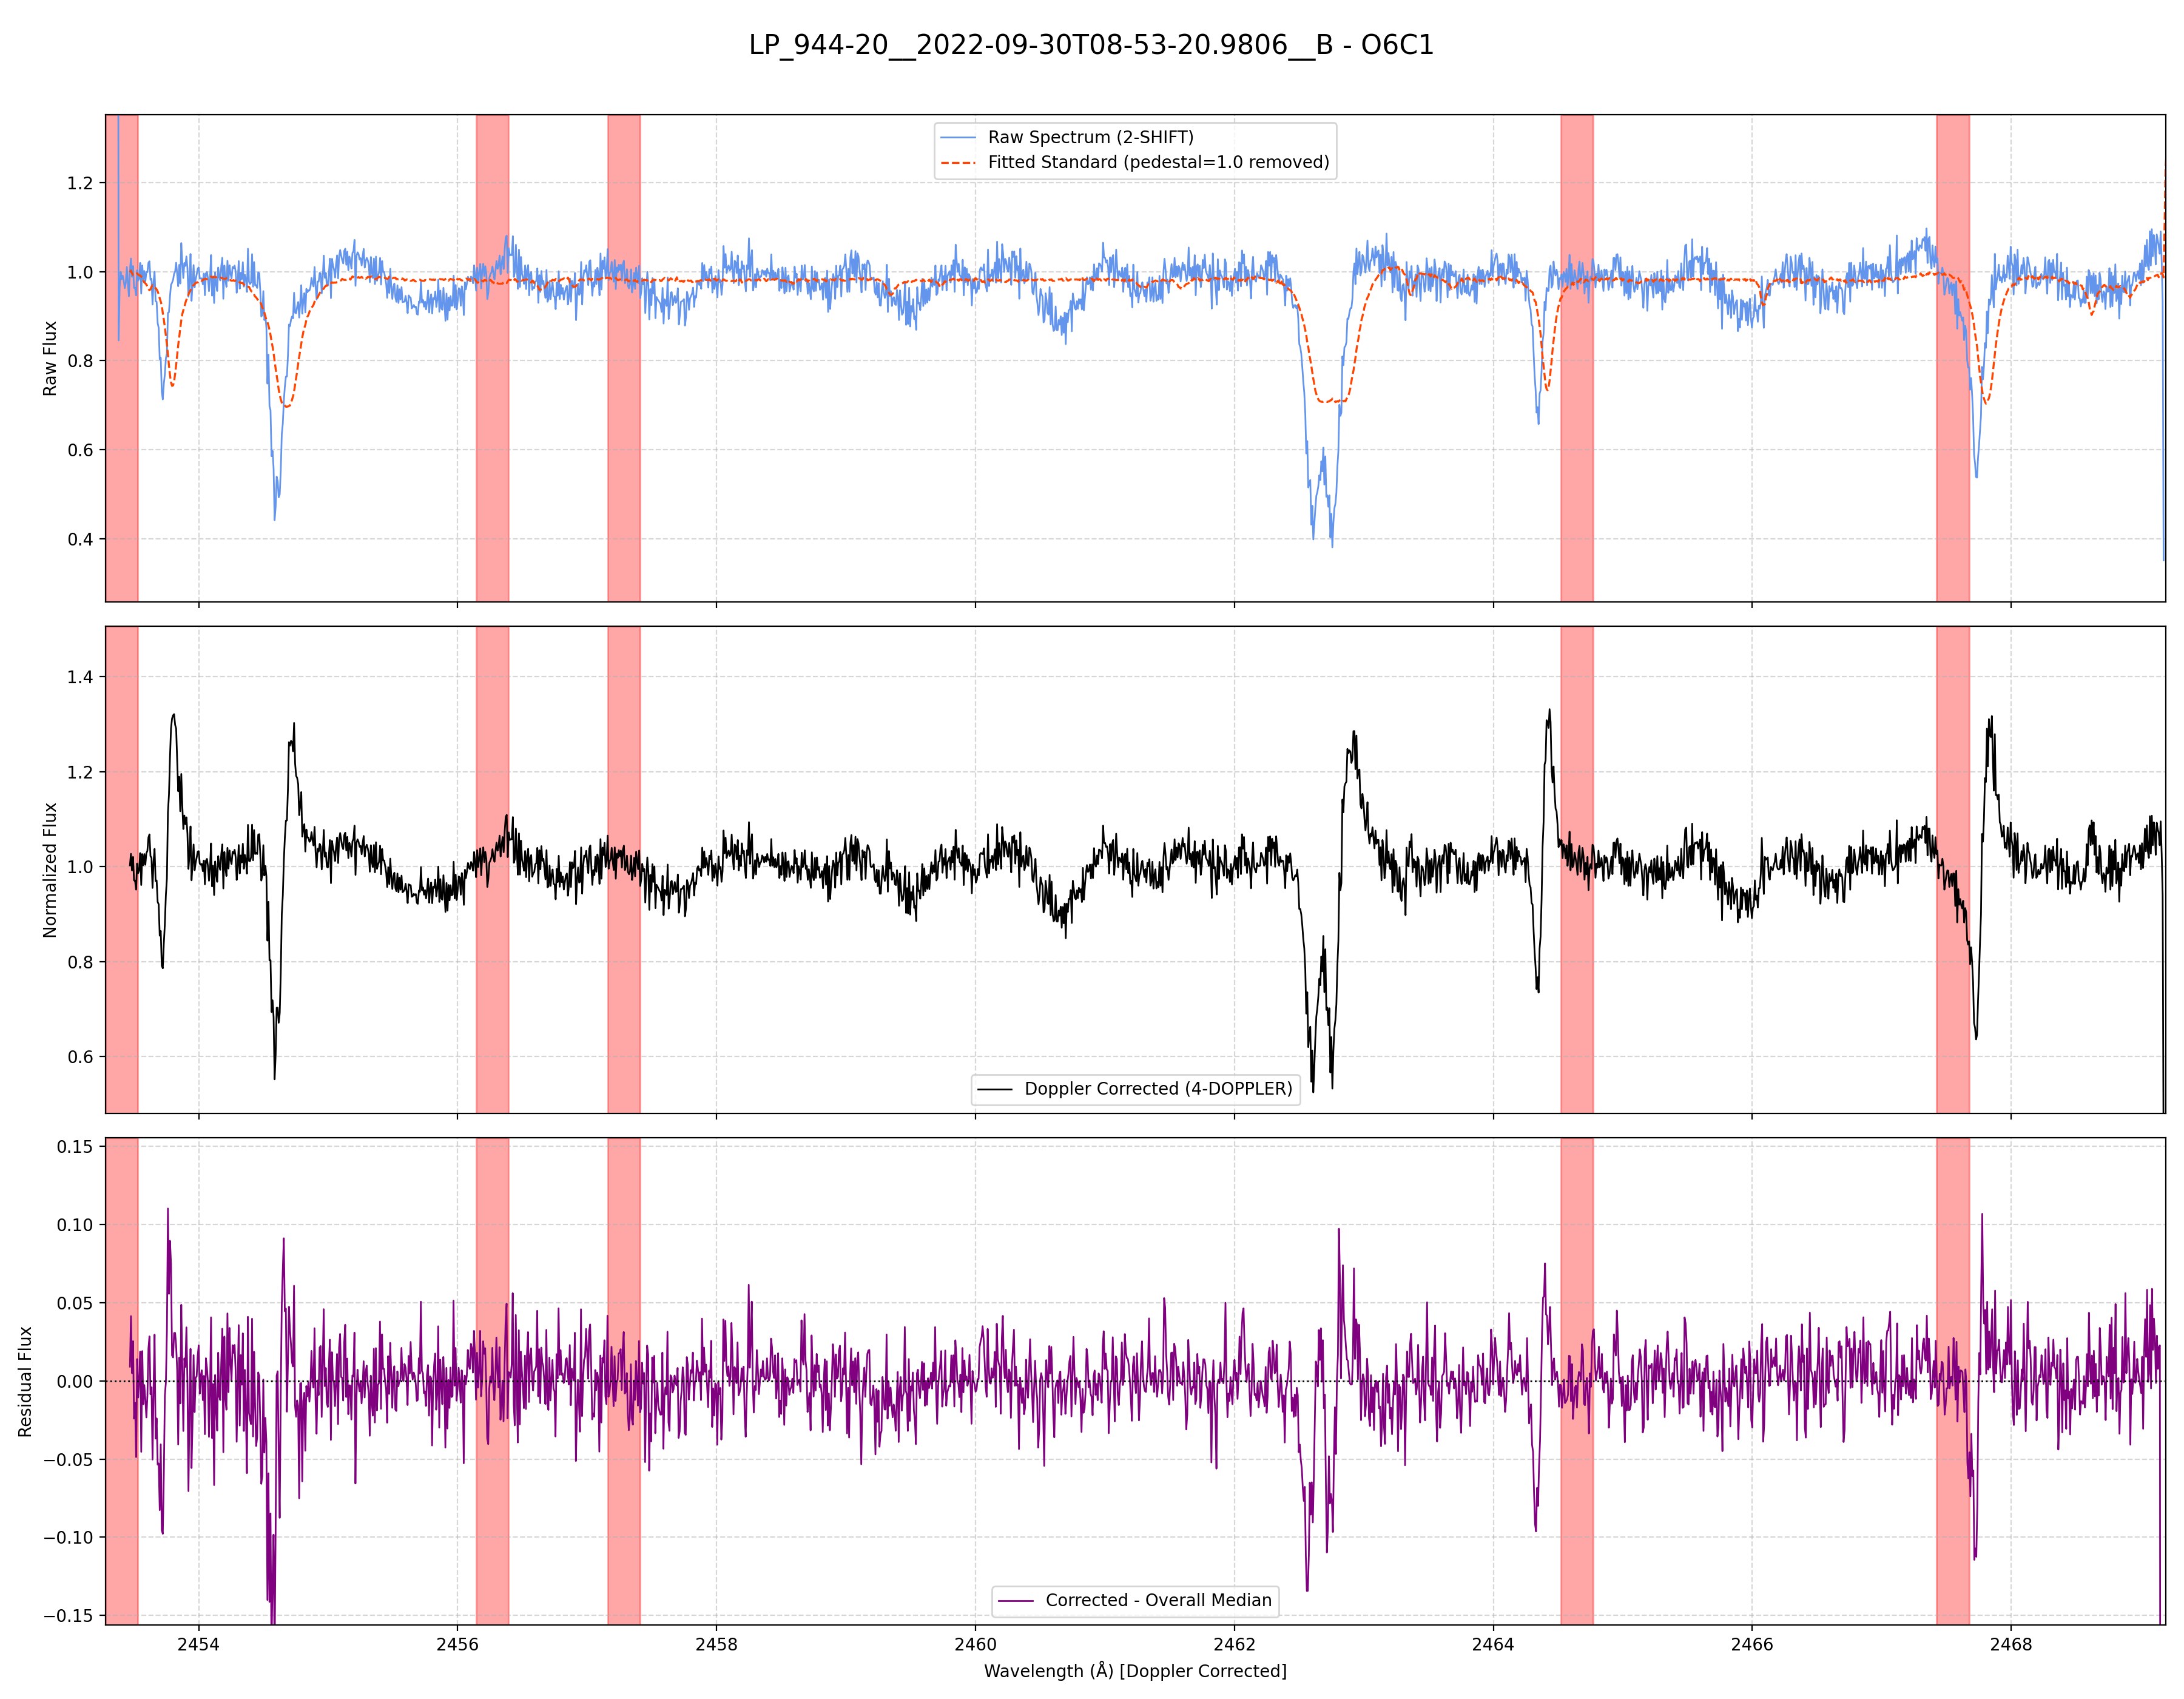 LP_944-20__2022-09-30T08-53-20.9806__B - O6C1
Raw Spectrum (2-SHIFT)
Fitted Standard (pedestal=1.0 removed)
Raw Flux
1.2
1.0
0.8
0.6
0.4
Normalized Flux
1.4
1.2
1.0
0.8
0.6
Doppler Corrected (4-DOPPLER)
Residual Flux
0.15
0.10
0.05
0.00
−0.05
−0.10
−0.15
Corrected - Overall Median
2454 2456 2458 2460 2462 2464 2466 2468
Wavelength (Å) [Doppler Corrected]